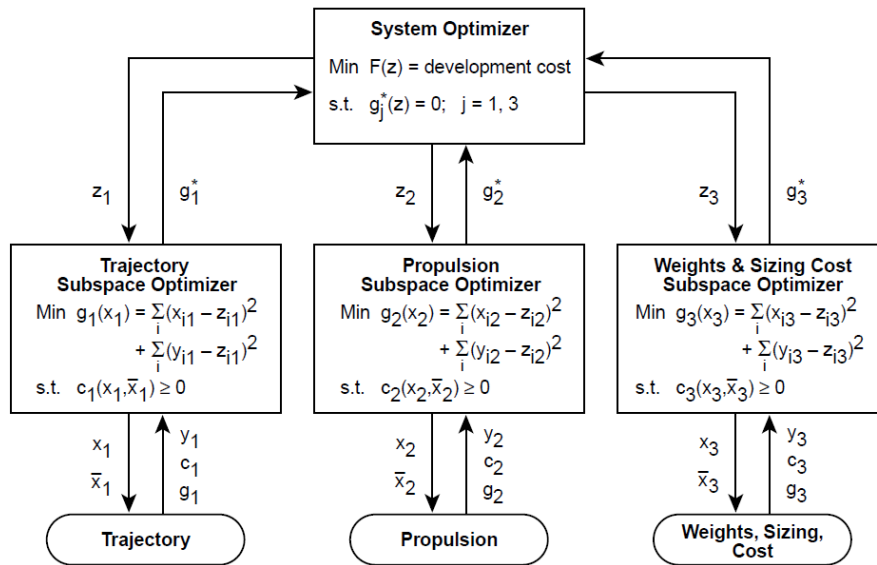 System Optimizer
Min F(z) = development cost
s.t. g*j(z) = 0; j = 1, 3
z1
g*1
z2
g*2
z3
g*3
Trajectory
Subspace Optimizer
Min g1(x1) = Σi(xi1 – zi1)²
+ Σi(yi1 – zi1)²
s.t. c1(x1,x̄1) ≥ 0
Propulsion
Subspace Optimizer
Min g2(x2) = Σi(xi2 – zi2)²
+ Σi(yi2 – zi2)²
s.t. c2(x2,x̄2) ≥ 0
Weights & Sizing Cost
Subspace Optimizer
Min g3(x3) = Σi(xi3 – zi3)²
+ Σi(yi3 – zi3)²
s.t. c3(x3,x̄3) ≥ 0
x1
x̄1
y1
c1
g1
x2
x̄2
y2
c2
g2
x3
x̄3
y3
c3
g3
Trajectory
Propulsion
Weights, Sizing,
Cost